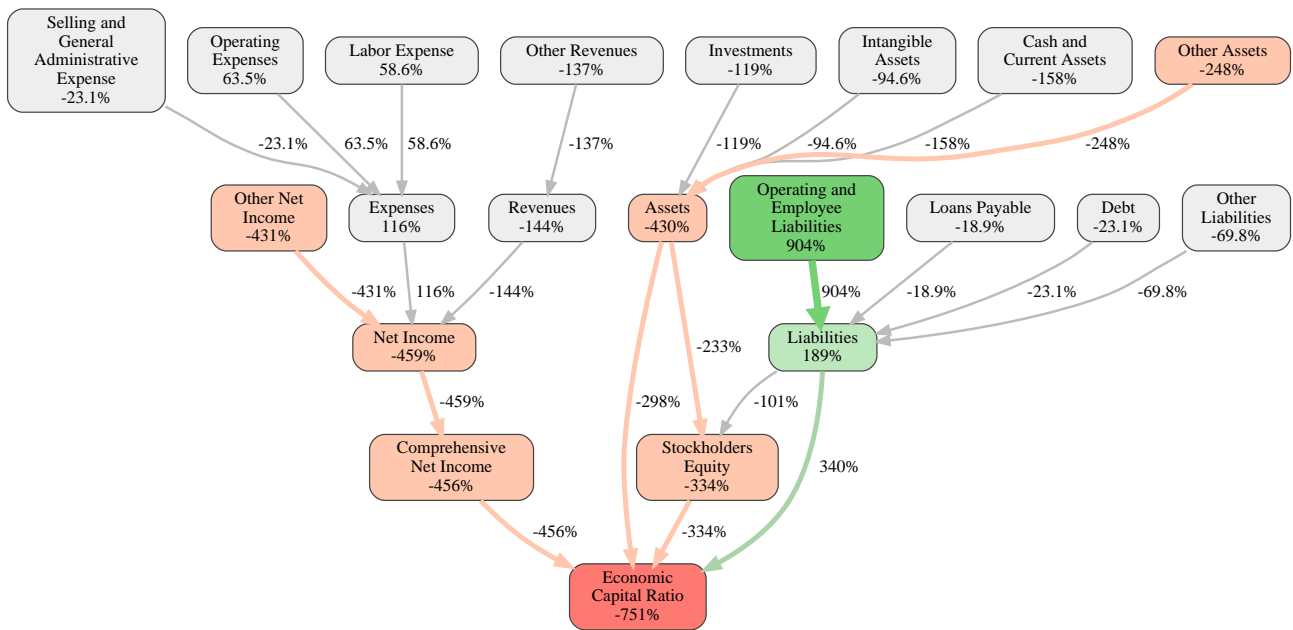 Selling and
General
Administrative
Expense
-23.1%
Operating
Expenses
63.5%
Labor Expense
58.6%
Other Revenues
-137%
Investments
-119%
Intangible
Assets
-94.6%
Cash and
Current Assets
-158%
Other Assets
-248%
-23.1%
63.5%
58.6%
-137%
-119%
-94.6%
-158%
-248%
Other Net
Income
-431%
Expenses
116%
Revenues
-144%
Assets
-430%
Operating and
Employee
Liabilities
904%
Loans Payable
-18.9%
Debt
-23.1%
Other
Liabilities
-69.8%
-431%
116%
-144%
904%
-18.9%
-23.1%
-69.8%
Net Income
-459%
-233%
Liabilities
189%
-459%
-298%
-101%
Comprehensive
Net Income
-456%
Stockholders
Equity
-334%
340%
-456%
-334%
Economic
Capital Ratio
-751%